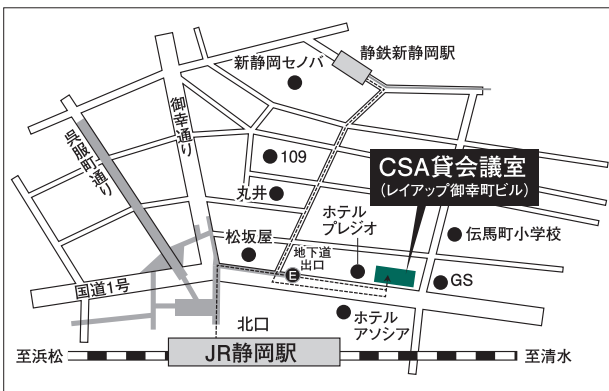 静鉄新静岡駅
新静岡セノバ
御幸通り
呉服町通り
109
CSA貸会議室
(レイアップ御幸町ビル)
丸井
ホテル
プレジオ
伝馬町小学校
松坂屋
地下道
出口
E
国道1号
GS
北口
ホテル
アソシア
至浜松
JR静岡駅
至清水